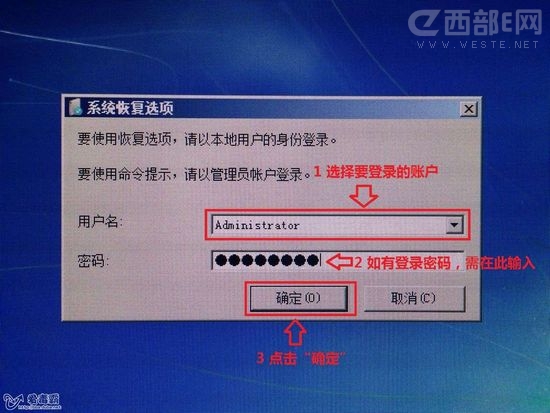 西部E网
WWW.WESTE.NET
系统恢复选项
要使用恢复选项，请以本地用户的身份登录。
要使用命令提示，请以管理员帐户登录。
1 选择要登录的账户
用户名:
Administrator
密码:
●●●●●●●●
2 如有登录密码，需在此输入
确定(O)
取消(C)
3 点击“确定”
爱毒霸